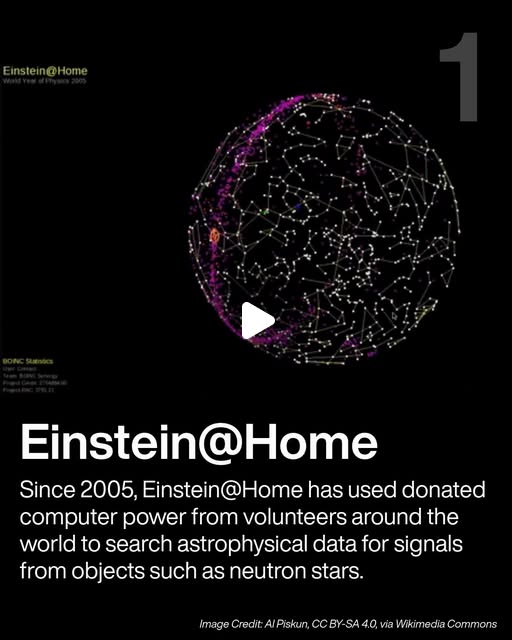 1
Einstein@Home
World Year of Physics 2005
BOINC Statistics
Einstein@Home
Since 2005, Einstein@Home has used donated
computer power from volunteers around the
world to search astrophysical data for signals
from objects such as neutron stars.
Image Credit: Al Piskun, CC BY-SA 4.0, via Wikimedia Commons